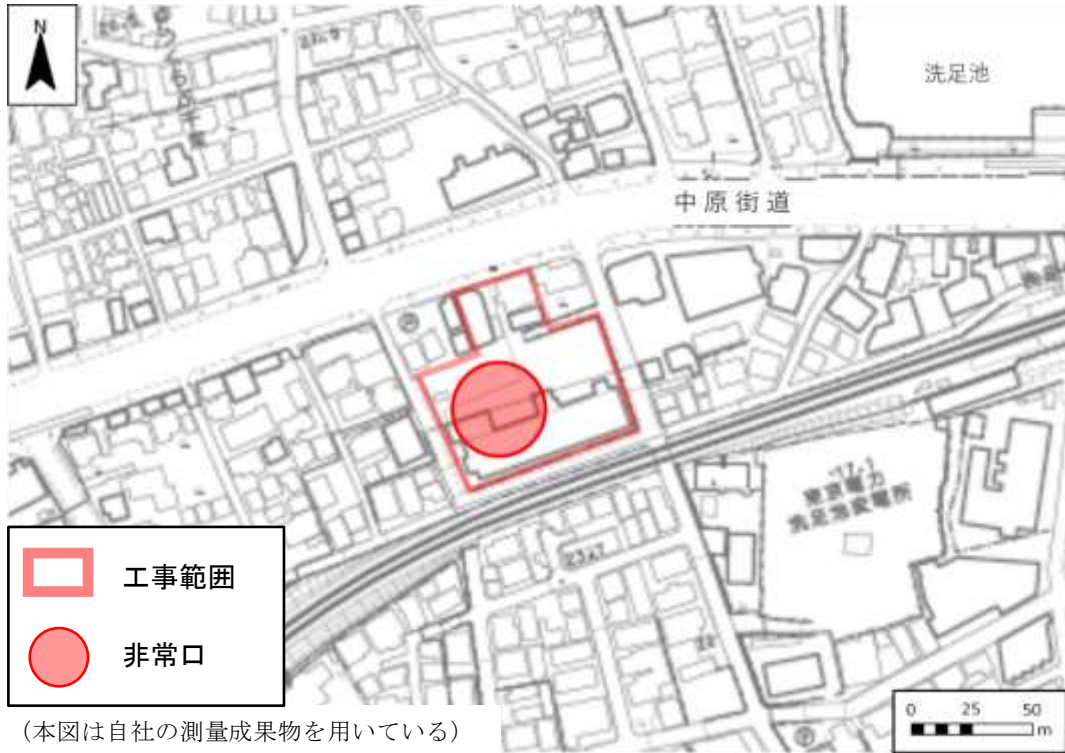 N
洗足池
中原街道
東京電力
洗足池変電所
工事範囲
非常口
0 25 50
m
(本図は自社の測量成果物を用いている)